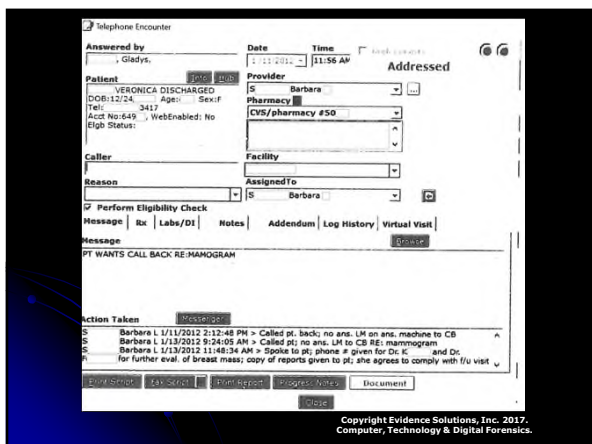 Telephone Encounter
Answered by
, Gladys.
Date Time
1/11/2012 11:56 AM
Addressed
Patient
Info Hub
VERONICA DISCHARGED
DOB:12/24, Age: Sex:F
Tel: 3417
Acct No:649 , WebEnabled: No
Elgb Status:
Provider
S Barbara
...
Pharmacy
CVS/pharmacy #50
Caller
Facility
Reason
AssignedTo
S Barbara
Perform Eligibility Check
Message Rx Labs/DI Notes Addendum Log History Virtual Visit
Message
Browse
PT WANTS CALL BACK RE:MAMOGRAM
Action Taken
Messenger
S Barbara L 1/11/2012 2:12:48 PM > Called pt. back; no ans. LM on ans. machine to CB
S Barbara L 1/13/2012 9:24:05 AM > Called pt; no ans. LM to CB RE: mammogram
S Barbara L 1/13/2012 11:48:34 AM > Spoke to pt; phone # given for Dr. K and Dr.
for further eval. of breast mass; copy of reports given to pt; she agrees to comply with f/u visit
Print Script Fax Script Print Report Progress Notes Document
Close
Copyright Evidence Solutions, Inc. 2017.
Computer, Technology & Digital Forensics.